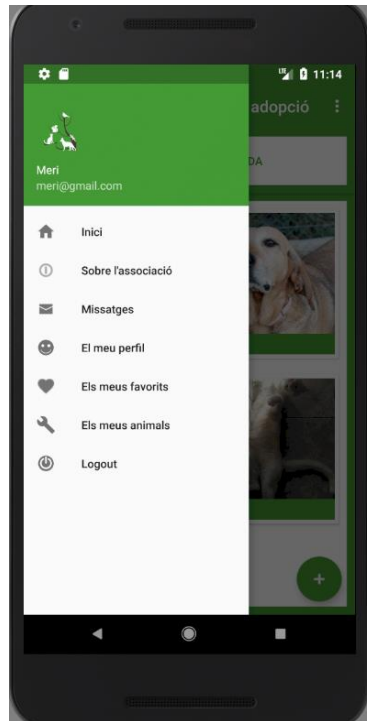 LTE 11:14
adopció
DA
Meri
meri@gmail.com
Inici
Sobre l'associació
Missatges
El meu perfil
Els meus favorits
Els meus animals
Logout